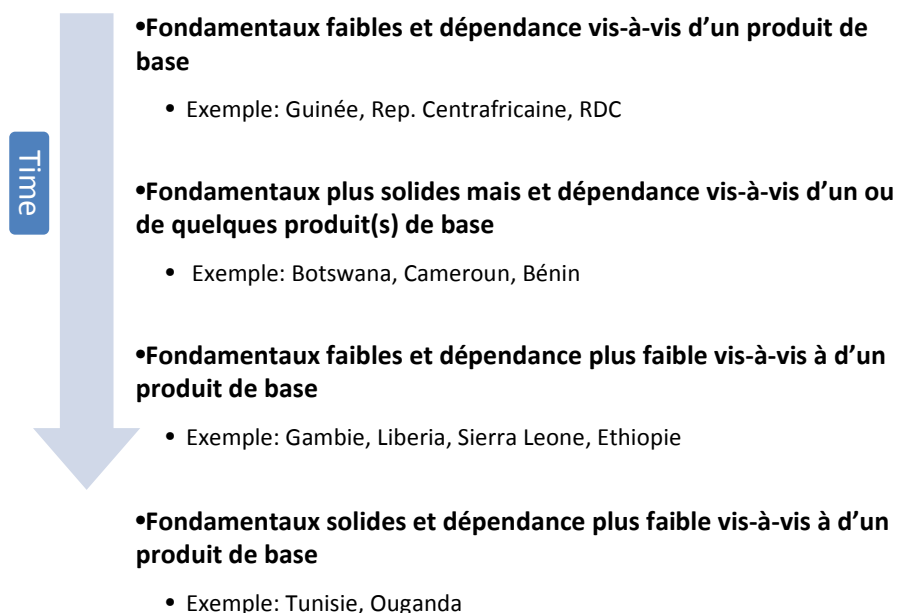 •Fondamentaux faibles et dépendance vis-à-vis d'un produit de
base
• Exemple: Guinée, Rep. Centrafricaine, RDC
Time
•Fondamentaux plus solides mais et dépendance vis-à-vis d'un ou
de quelques produit(s) de base
• Exemple: Botswana, Cameroun, Bénin
•Fondamentaux faibles et dépendance plus faible vis-à-vis à d'un
produit de base
• Exemple: Gambie, Liberia, Sierra Leone, Ethiopie
•Fondamentaux solides et dépendance plus faible vis-à-vis à d'un
produit de base
• Exemple: Tunisie, Ouganda